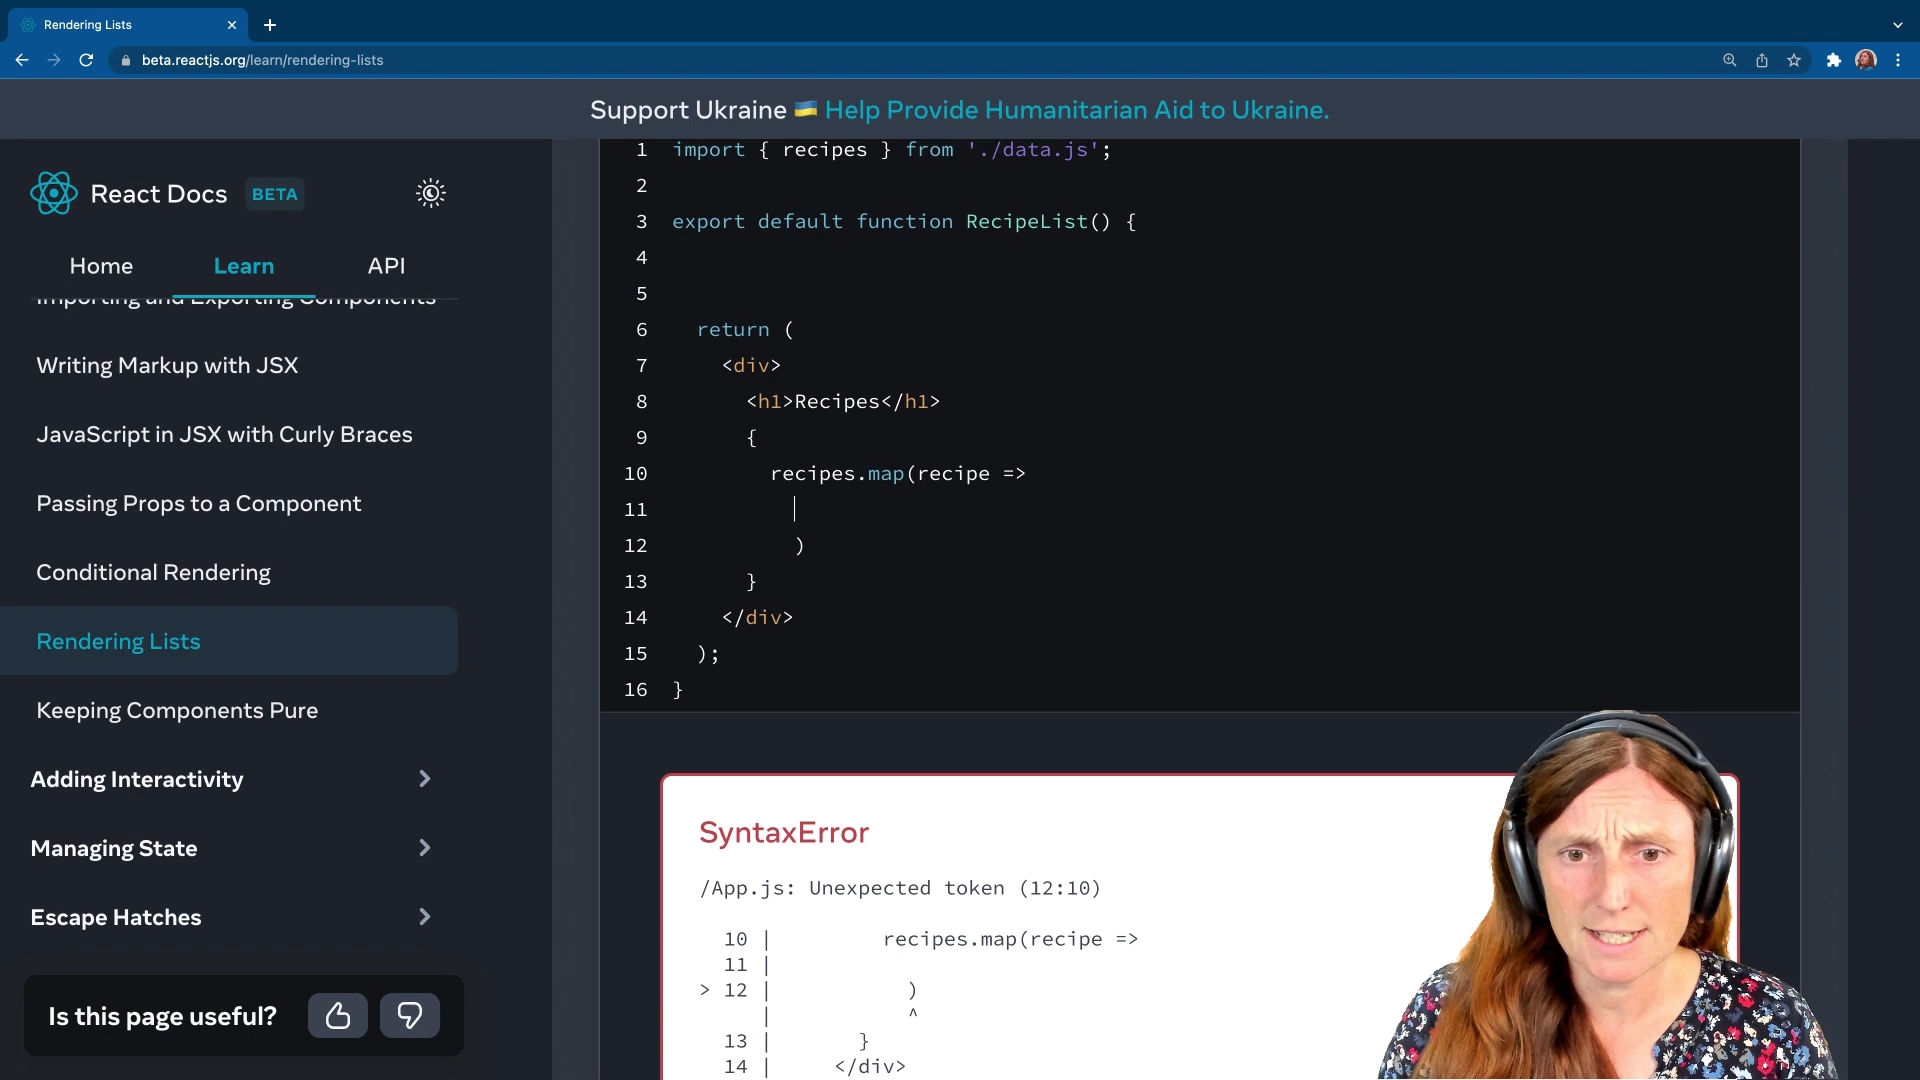 Rendering Lists
beta.reactjs.org/learn/rendering-lists
Support Ukraine 🇺🇦 Help Provide Humanitarian Aid to Ukraine.
React Docs BETA
Home Learn API
Importing and Exporting Components
Writing Markup with JSX
JavaScript in JSX with Curly Braces
Passing Props to a Component
Conditional Rendering
Rendering Lists
Keeping Components Pure
Adding Interactivity
Managing State
Escape Hatches
Is this page useful?
1 import { recipes } from './data.js';
2
3 export default function RecipeList() {
4
5
6 return (
7 <div>
8 <h1>Recipes</h1>
9 {
10 recipes.map(recipe =>
11
12 )
13 }
14 </div>
15 );
16 }
SyntaxError
/App.js: Unexpected token (12:10)
10 | recipes.map(recipe =>
11 |
> 12 | )
| ^
13 | }
14 | </div>